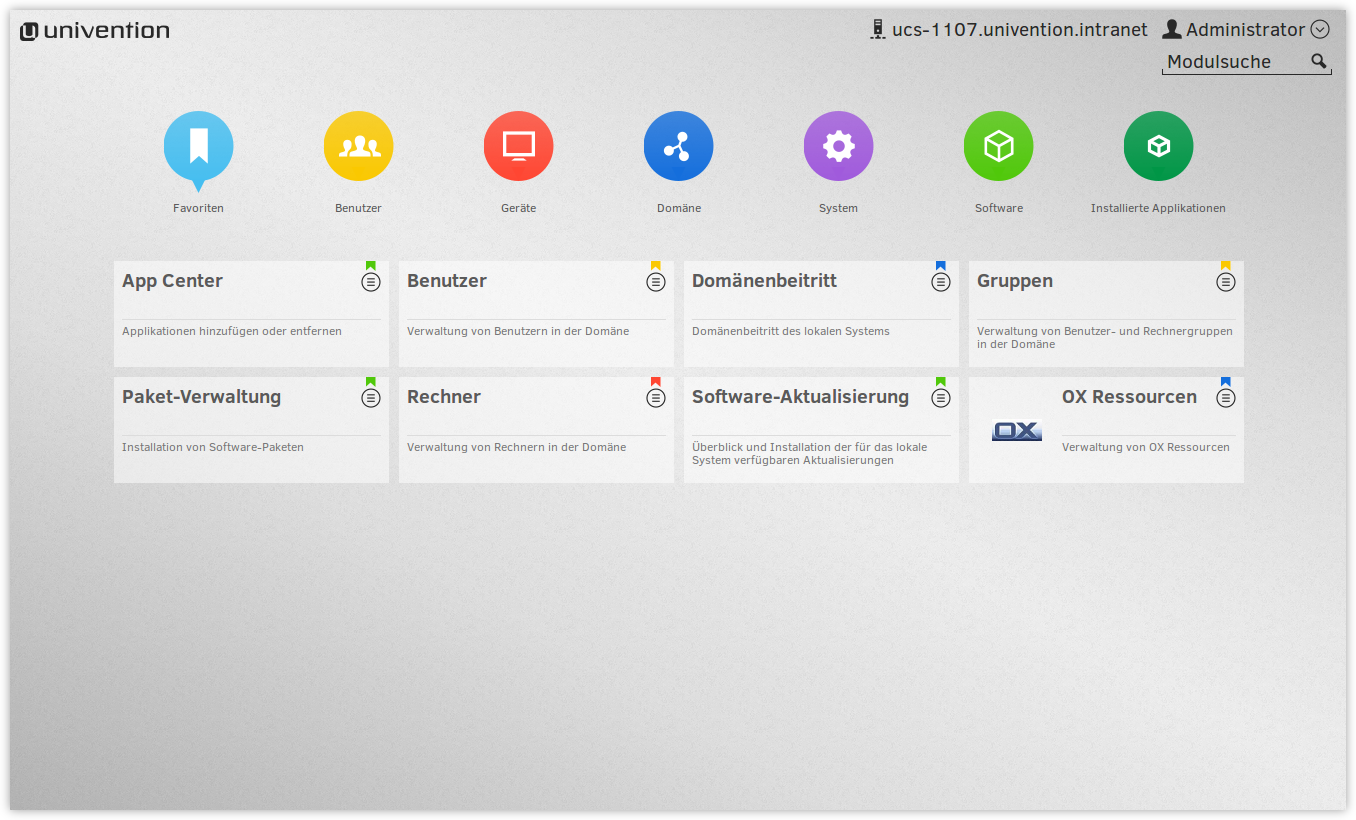 univention
ucs-1107.univention.intranet Administrator
Modulsuche
Favoriten Benutzer Geräte Domäne System Software Installierte Applikationen
App Center
Applikationen hinzufügen oder entfernen
Benutzer
Verwaltung von Benutzern in der Domäne
Domänenbeitritt
Domänenbeitritt des lokalen Systems
Gruppen
Verwaltung von Benutzer- und Rechnergruppen
in der Domäne
Paket-Verwaltung
Installation von Software-Paketen
Rechner
Verwaltung von Rechnern in der Domäne
Software-Aktualisierung
Überblick und Installation der für das lokale
System verfügbaren Aktualisierungen
OX
OX Ressourcen
Verwaltung von OX Ressourcen